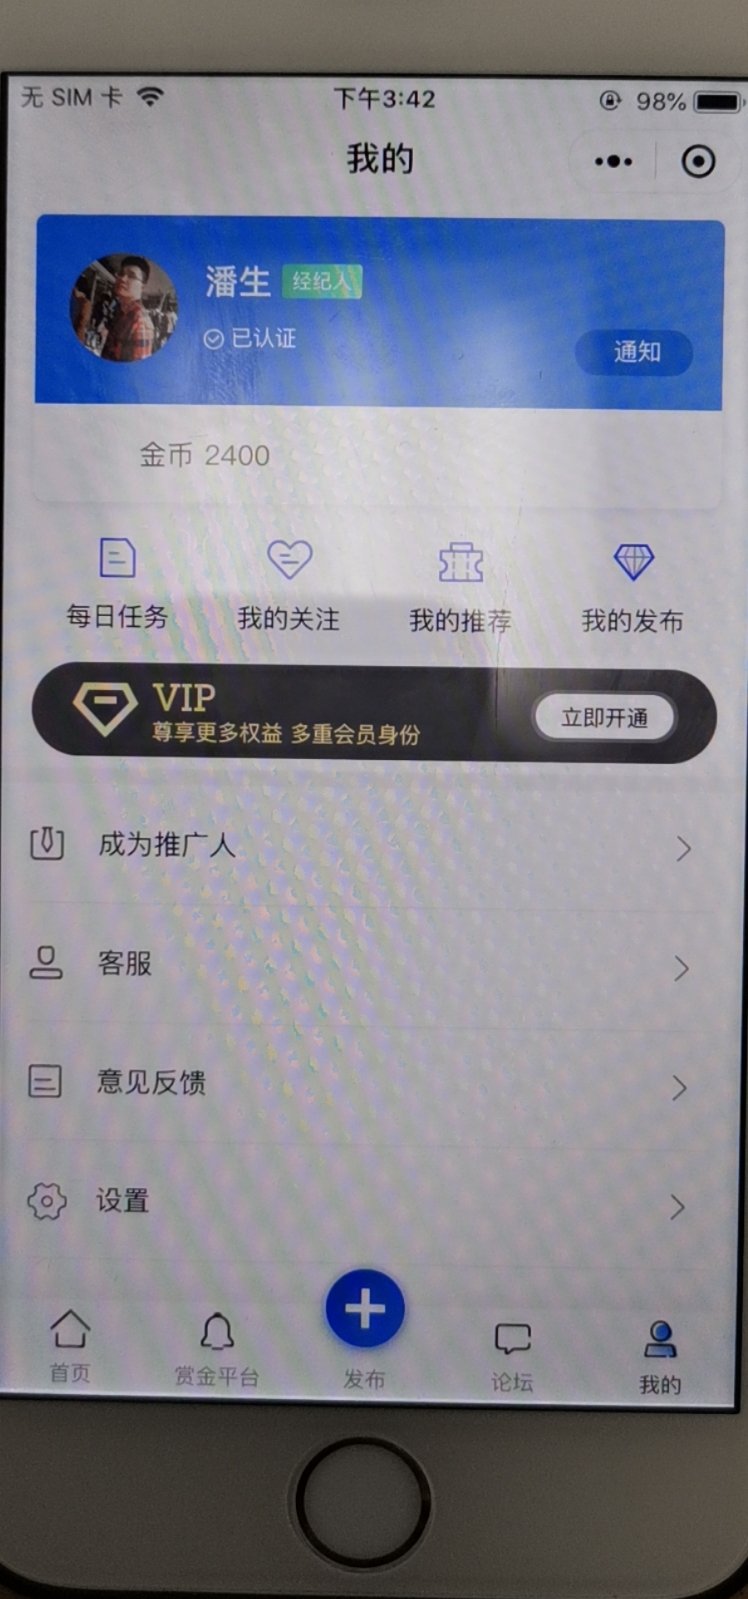 无 SIM 卡 下午3:42 98%
我的
潘生 经纪人
已认证
通知
金币 2400
每日任务 我的关注 我的推荐 我的发布
VIP
尊享更多权益 多重会员身份
立即开通
成为推广人
客服
意见反馈
设置
首页 赏金平台 发布 论坛 我的